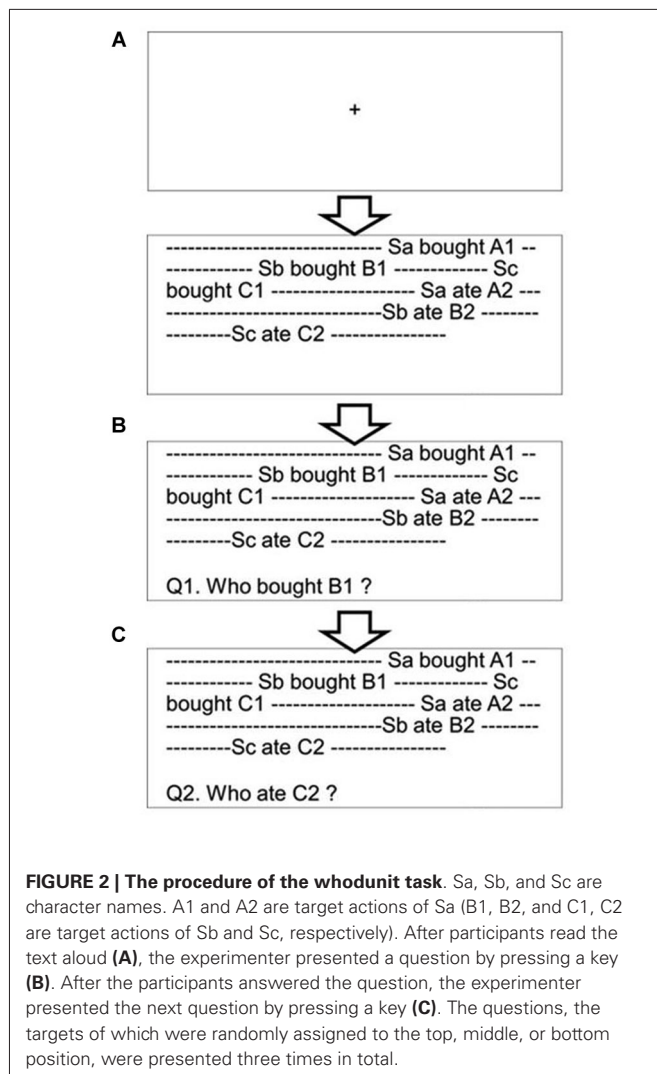 A
+
------------------------------ Sa bought A1 --
------------ Sb bought B1 ------------- Sc
bought C1 -------------------- Sa ate A2 ---
------------------------------Sb ate B2 --------
---------Sc ate C2 ----------------
B
------------------------------ Sa bought A1 --
------------ Sb bought B1 ------------- Sc
bought C1 -------------------- Sa ate A2 ---
------------------------------Sb ate B2 --------
---------Sc ate C2 ----------------
Q1. Who bought B1 ?
C
------------------------------ Sa bought A1 --
------------ Sb bought B1 ------------- Sc
bought C1 -------------------- Sa ate A2 ---
------------------------------Sb ate B2 --------
---------Sc ate C2 ----------------
Q2. Who ate C2 ?
FIGURE 2 | The procedure of the whodunit task. Sa, Sb, and Sc are
character names. A1 and A2 are target actions of Sa (B1, B2, and C1, C2
are target actions of Sb and Sc, respectively). After participants read the
text aloud (A), the experimenter presented a question by pressing a key
(B). After the participants answered the question, the experimenter
presented the next question by pressing a key (C). The questions, the
targets of which were randomly assigned to the top, middle, or bottom
position, were presented three times in total.